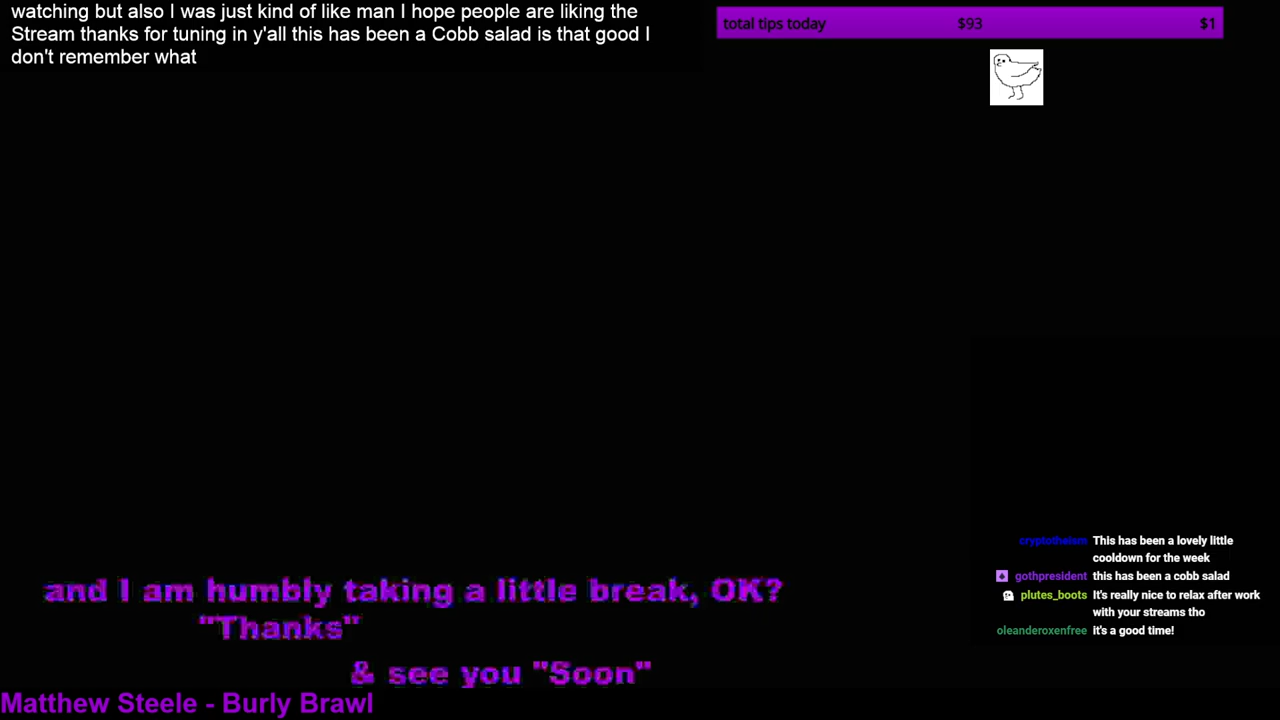 watching but also I was just kind of like man I hope people are liking the
Stream thanks for tuning in y'all this has been a Cobb salad is that good I
don't remember what
total tips today $93 $1
cryptotheism This has been a lovely little
cooldown for the week
gothpresident this has been a cobb salad
plutes_boots It's really nice to relax after work
with your streams tho
oleanderoxenfree it's a good time!
and I am humbly taking a little break, OK?
"Thanks"
& see you "Soon"
Matthew Steele - Burly Brawl